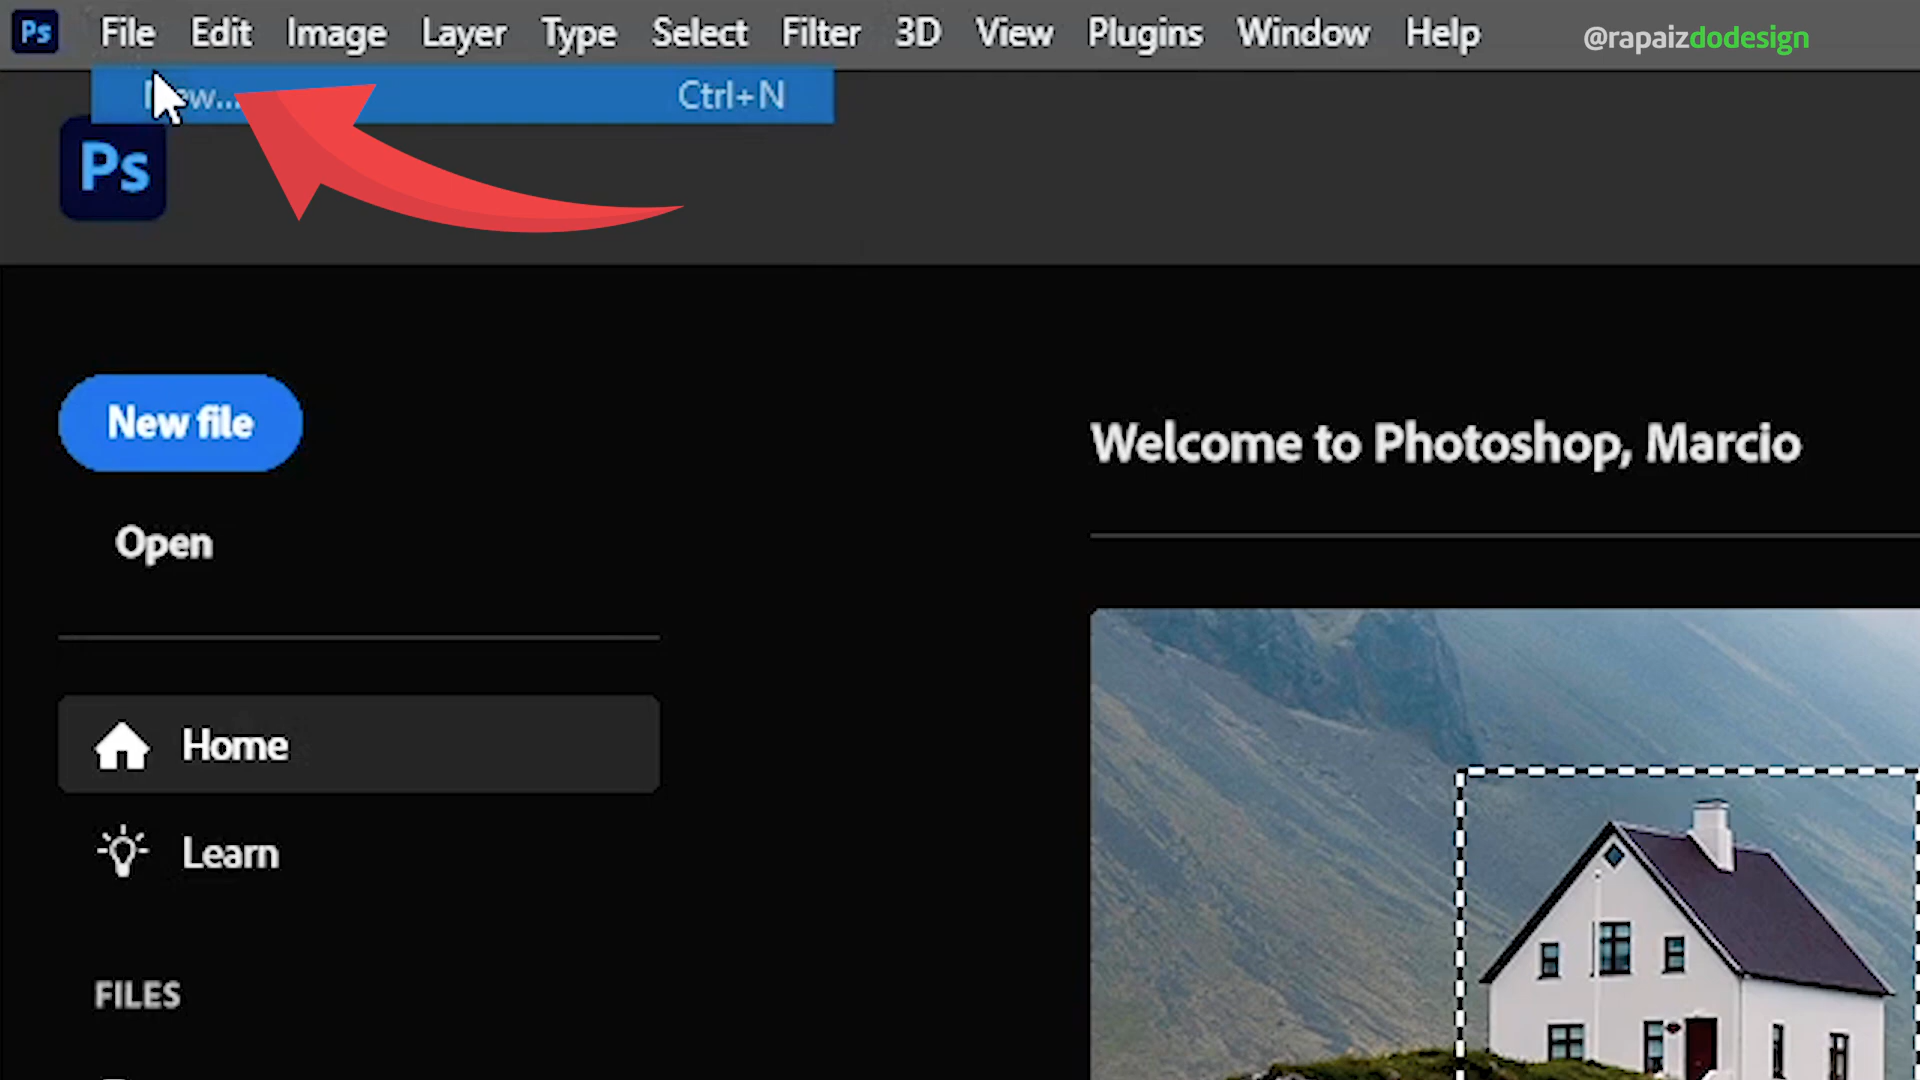 Ps File Edit Image Layer Type Select Filter 3D View Plugins Window Help @rapaizdodesign
Ctrl+N
Ps
New file
Welcome to Photoshop, Marcio
Open
Home
Learn
FILES